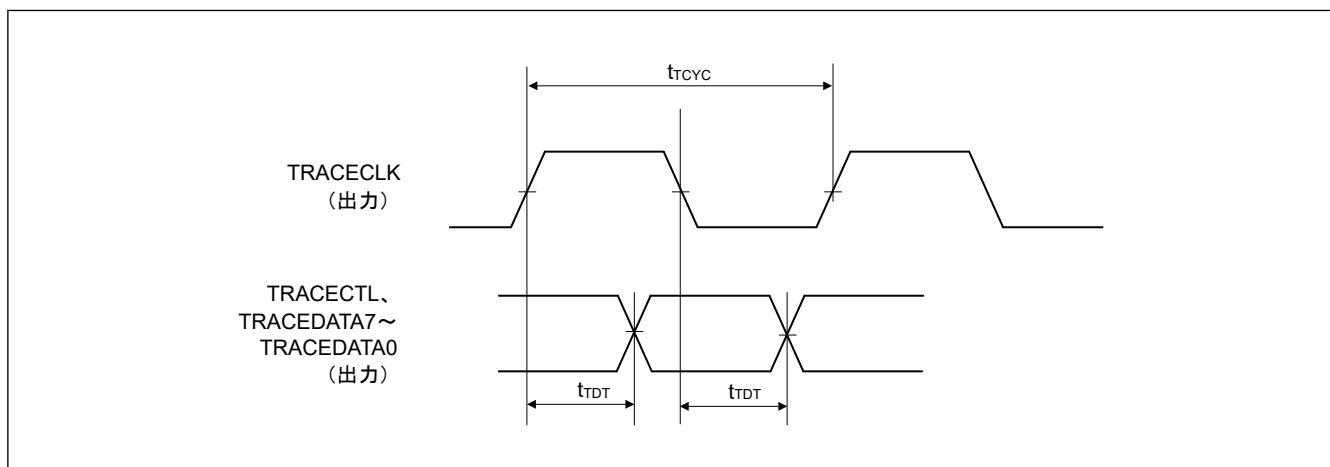 tTCYC
TRACECLK
（出力）
TRACECTL、
TRACEDATA7～
TRACEDATA0
（出力）
tTDT
tTDT